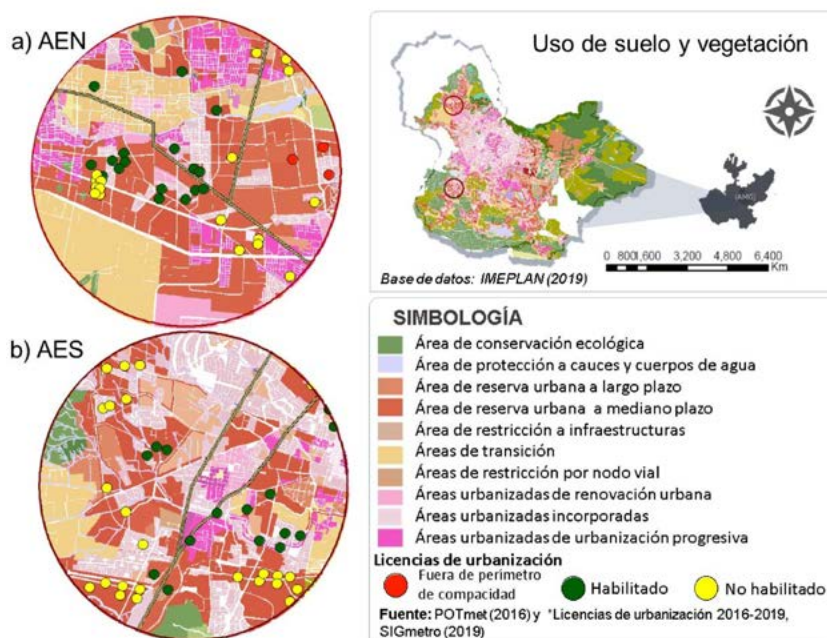 a) AEN
Uso de suelo y vegetación
(AMG)
0 800 1,600 3,200 4,800 6,400
Km
Base de datos: IMEPLAN (2019)
b) AES
SIMBOLOGÍA
Área de conservación ecológica
Área de protección a cauces y cuerpos de agua
Área de reserva urbana a largo plazo
Área de reserva urbana a mediano plazo
Área de restricción a infraestructuras
Áreas de transición
Áreas de restricción por nodo vial
Áreas urbanizadas de renovación urbana
Áreas urbanizadas incorporadas
Áreas urbanizadas de urbanización progresiva
Licencias de urbanización
Fuera de perímetro
de compacidad
Habilitado
No habilitado
Fuente: POTmet (2016) y *Licencias de urbanización 2016-2019,
SIGmetro (2019)